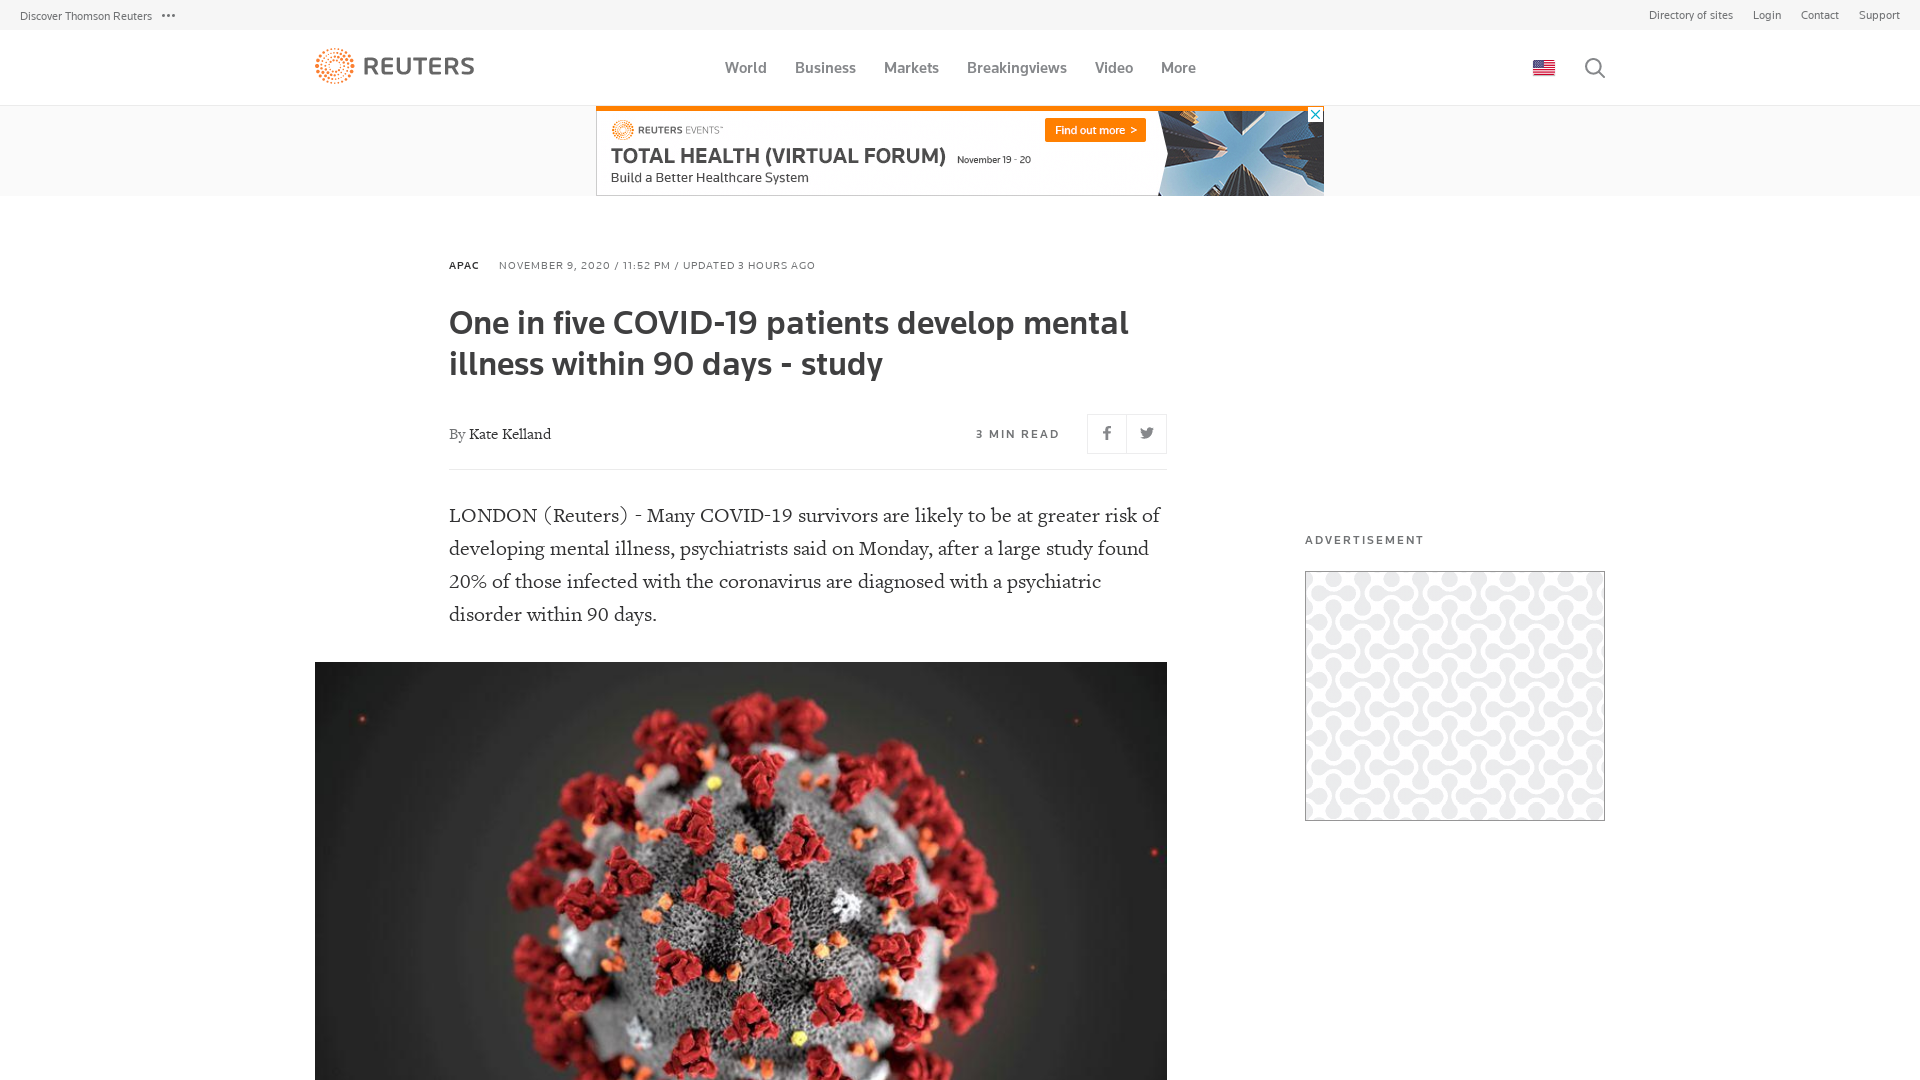 Discover Thomson Reuters
Directory of sites
Login
Contact
Support
REUTERS
World
Business
Markets
Breakingviews
Video
More
REUTERS EVENTS™
Find out more >
TOTAL HEALTH (VIRTUAL FORUM)
November 19 - 20
Build a Better Healthcare System
APAC
NOVEMBER 9, 2020 / 11:52 PM / UPDATED 3 HOURS AGO
One in five COVID-19 patients develop mental
illness within 90 days - study
By Kate Kelland
3 MIN READ
LONDON (Reuters) - Many COVID-19 survivors are likely to be at greater risk of
developing mental illness, psychiatrists said on Monday, after a large study found
20% of those infected with the coronavirus are diagnosed with a psychiatric
disorder within 90 days.
ADVERTISEMENT